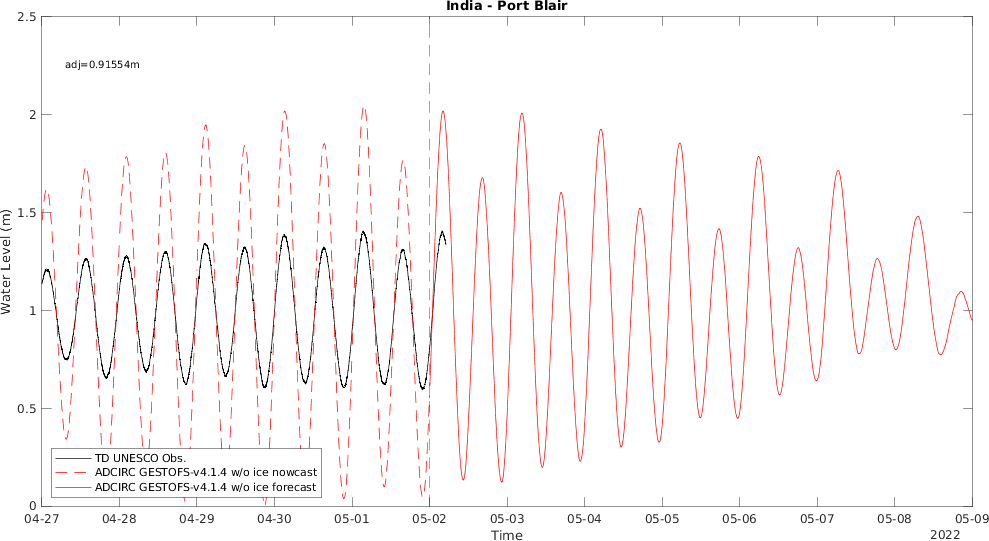 India - Port Blair
adj=0.91554m
Water Level (m)
2.5
2
1.5
1
0.5
0
TD UNESCO Obs.
ADCIRC GESTOFS-v4.1.4 w/o ice nowcast
ADCIRC GESTOFS-v4.1.4 w/o ice forecast
04-27 04-28 04-29 04-30 05-01 05-02 05-03 05-04 05-05 05-06 05-07 05-08 05-09
Time
2022